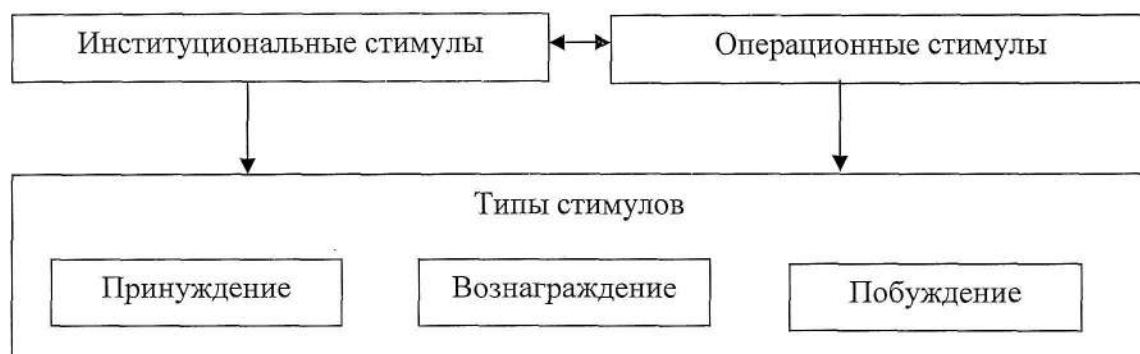 Институциональные стимулы
Операционные стимулы
Типы стимулов
Принуждение
Вознаграждение
Побуждение